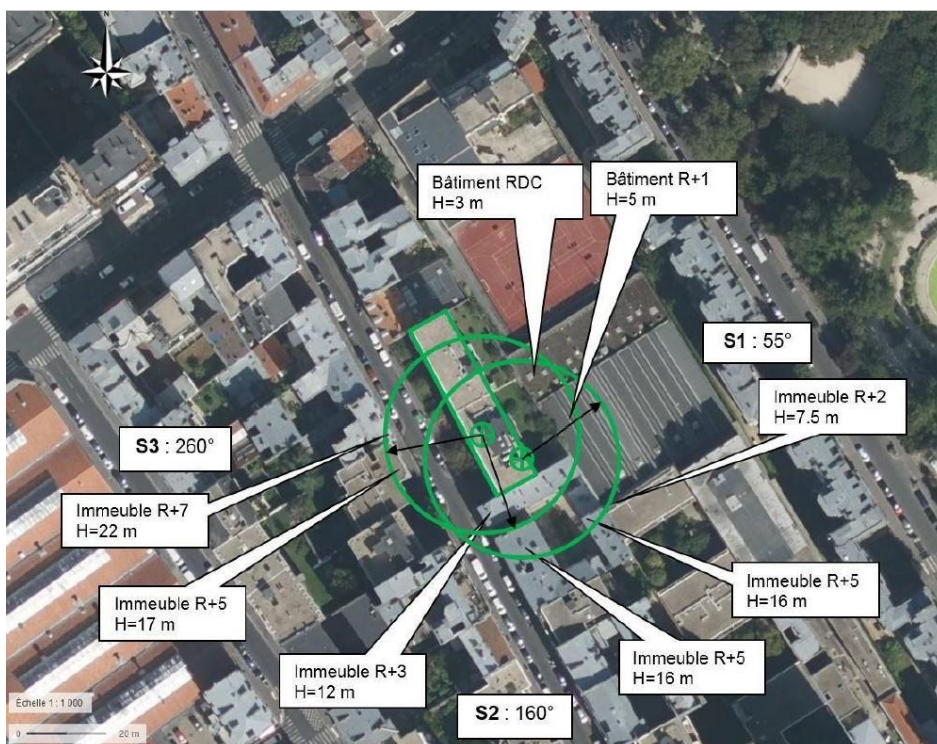 N
Bâtiment RDC
H=3 m
Bâtiment R+1
H=5 m
S1 : 55°
Immeuble R+2
H=7.5 m
S3 : 260°
Immeuble R+7
H=22 m
Immeuble R+5
H=17 m
Immeuble R+5
H=16 m
Immeuble R+3
H=12 m
Immeuble R+5
H=16 m
S2 : 160°
Échelle 1 : 1 000
0 20 m